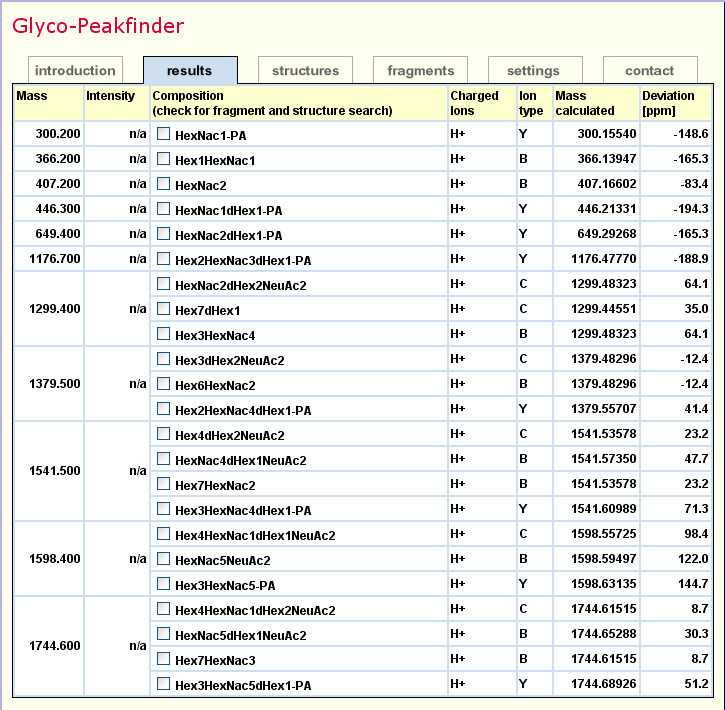 Glyco-Peakfinder
introduction results structures fragments settings contact
Mass Intensity Composition Charged Ion Mass Deviation
(check for fragment and structure search) Ions type calculated [ppm]
300.200 n/a HexNac1-PA H+ Y 300.15540 -148.6
366.200 n/a Hex1HexNac1 H+ B 366.13947 -165.3
407.200 n/a HexNac2 H+ B 407.16602 -83.4
446.300 n/a HexNac1dHex1-PA H+ Y 446.21331 -194.3
649.400 n/a HexNac2dHex1-PA H+ Y 649.29268 -165.3
1176.700 n/a Hex2HexNac3dHex1-PA H+ Y 1176.47770 -188.9
HexNac2dHex2NeuAc2 H+ C 1299.48323 64.1
1299.400 n/a Hex7dHex1 H+ C 1299.44551 35.0
Hex3HexNac4 H+ B 1299.48323 64.1
Hex3dHex2NeuAc2 H+ C 1379.48296 -12.4
1379.500 n/a Hex6HexNac2 H+ B 1379.48296 -12.4
Hex2HexNac4dHex1-PA H+ Y 1379.55707 41.4
Hex4dHex2NeuAc2 H+ C 1541.53578 23.2
HexNac4dHex1NeuAc2 H+ B 1541.57350 47.7
1541.500 n/a Hex7HexNac2 H+ B 1541.53578 23.2
Hex3HexNac4dHex1-PA H+ Y 1541.60989 71.3
Hex4HexNac1dHex1NeuAc2 H+ C 1598.55725 98.4
1598.400 n/a HexNac5NeuAc2 H+ B 1598.59497 122.0
Hex3HexNac5-PA H+ Y 1598.63135 144.7
Hex4HexNac1dHex2NeuAc2 H+ C 1744.61515 8.7
HexNac5dHex1NeuAc2 H+ B 1744.65288 30.3
1744.600 n/a Hex7HexNac3 H+ B 1744.61515 8.7
Hex3HexNac5dHex1-PA H+ Y 1744.68926 51.2